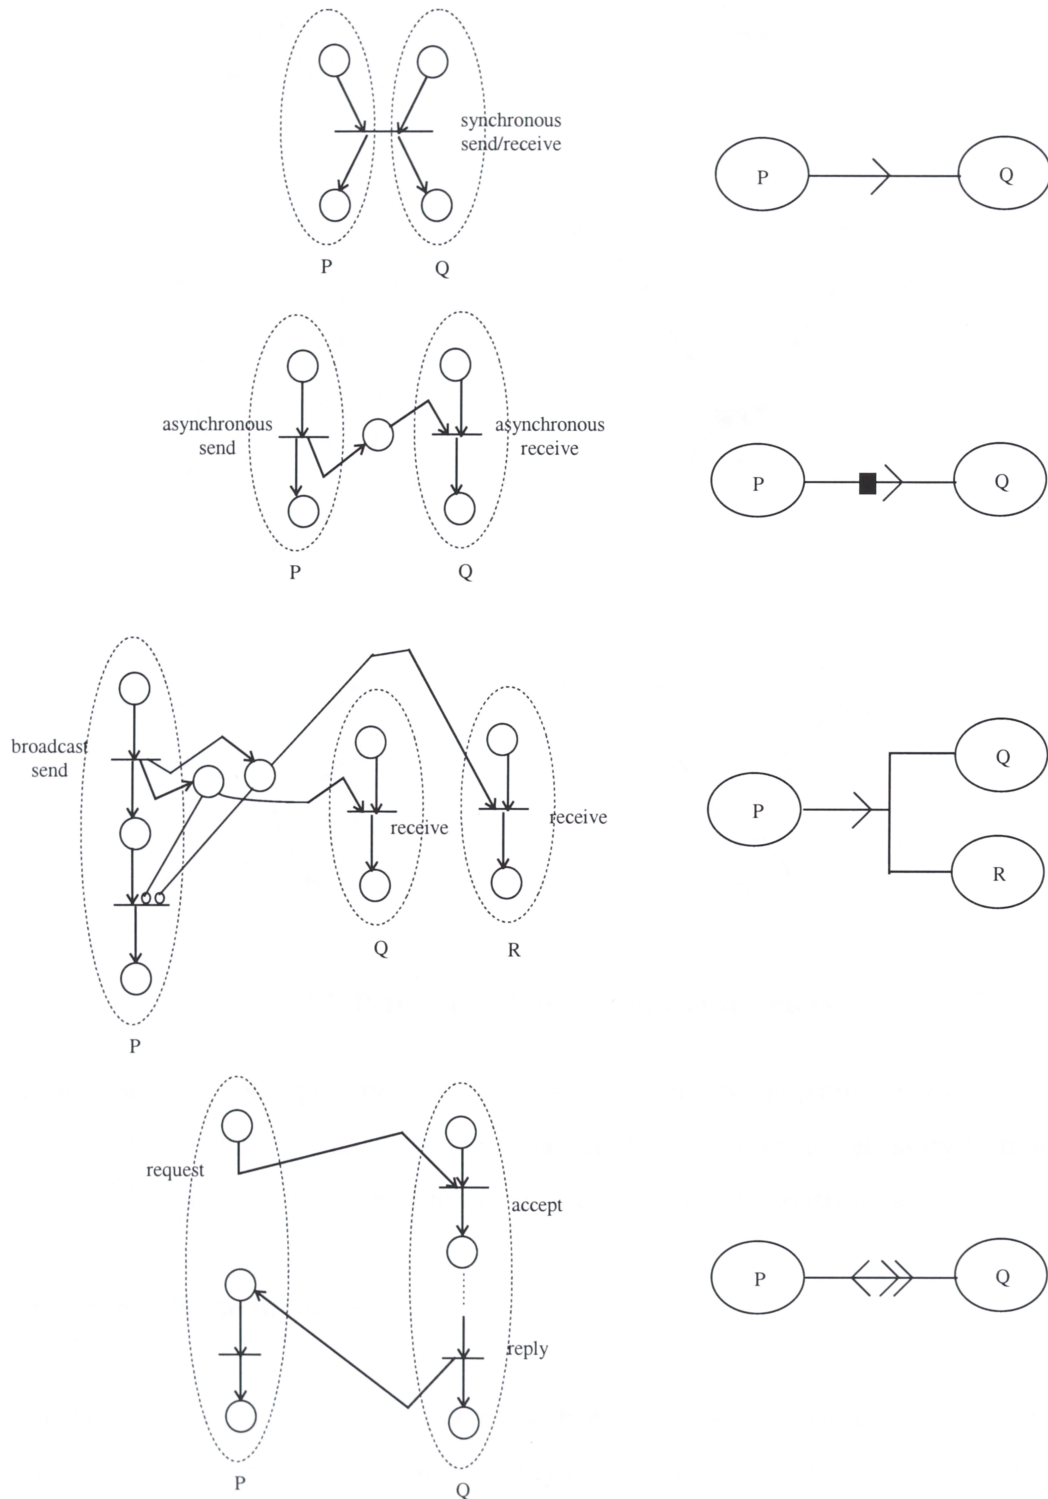 synchronous
send/receive
P
Q
P
Q
asynchronous
send
asynchronous
receive
P
Q
P
Q
broadcast
send
receive
receive
Q
R
P
P
Q
R
request
accept
reply
P
Q
P
Q